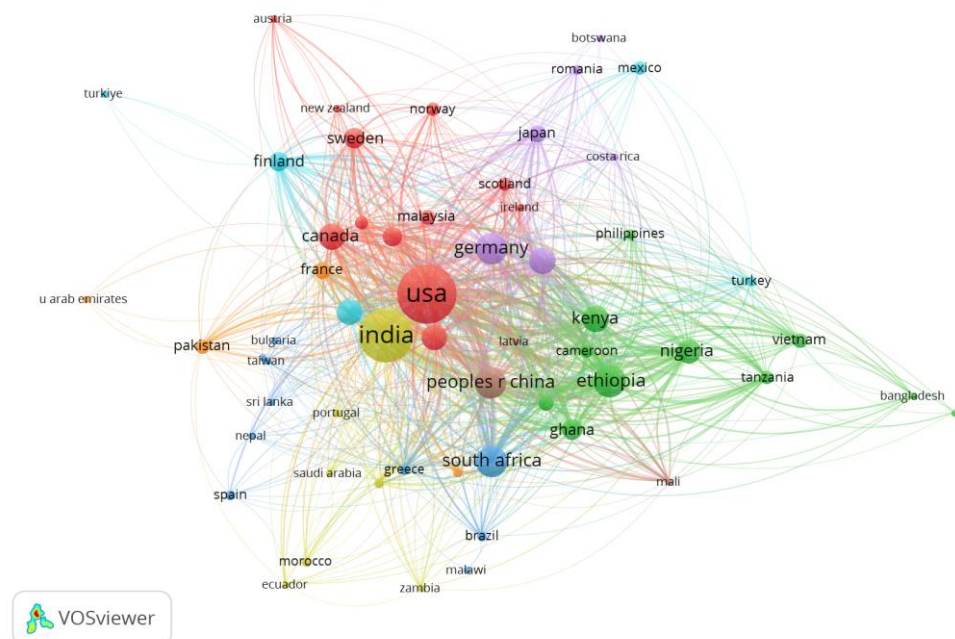 austria
botswana
romania
mexico
turkiye
new zealand
norway
sweden
japan
finland
costa rica
scotland
malaysia
ireland
canada
philippines
germany
france
turkey
usa
u arab emirates
kenya
india
bulgaria
latvia
vietnam
pakistan
cameroon
nigeria
taiwan
tanzania
peoples r china
ethiopia
bangladesh
sri lanka
portugal
nepal
ghana
south africa
saudi arabia
greece
mali
spain
brazil
morocco
malawi
ecuador
zambia
VOSviewer